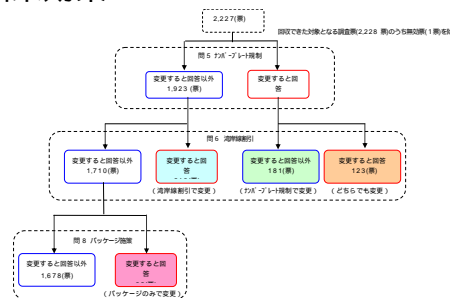 2,227(票)
回収できた対象となる調査票(2,228 票)のうち無効票(1票)を
問5 ナンバープレート規制
変更すると回答以外
1,923 (票)
変更すると回
答
問6 湾岸線割引
変更すると回答以外
1,710(票)
変更すると回
答
変更すると回答以外
181(票)
変更すると回答
123(票)
(湾岸線割引で変更)
(ナンバープレート規制で変更)
(どちらでも変更)
問8 パッケージ施策
変更すると回答以外
1,678(票)
変更すると回
答
(パッケージのみで変更)